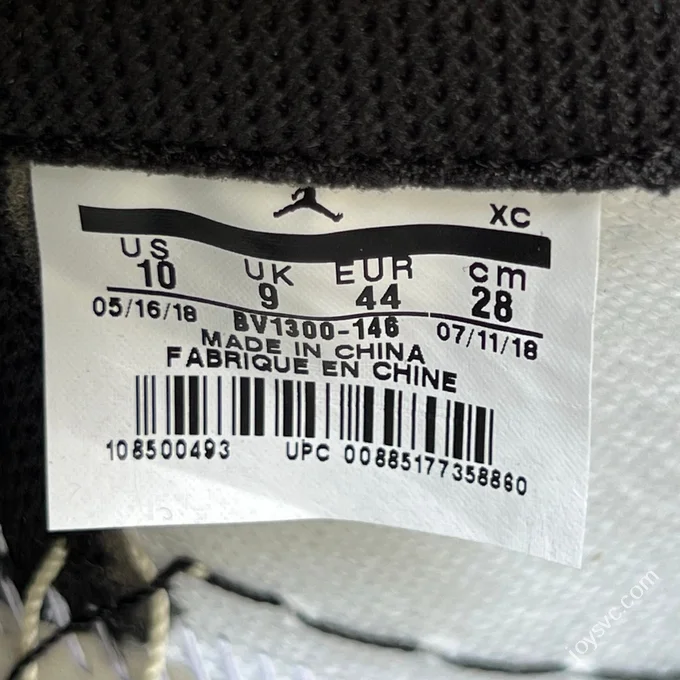 XC
US UK EUR cm
10 9 44 28
05/16/18 BV1300-146 07/11/18
MADE IN CHINA
FABRIQUE EN CHINE
108500493 UPC 00885177358860
joysvc.com